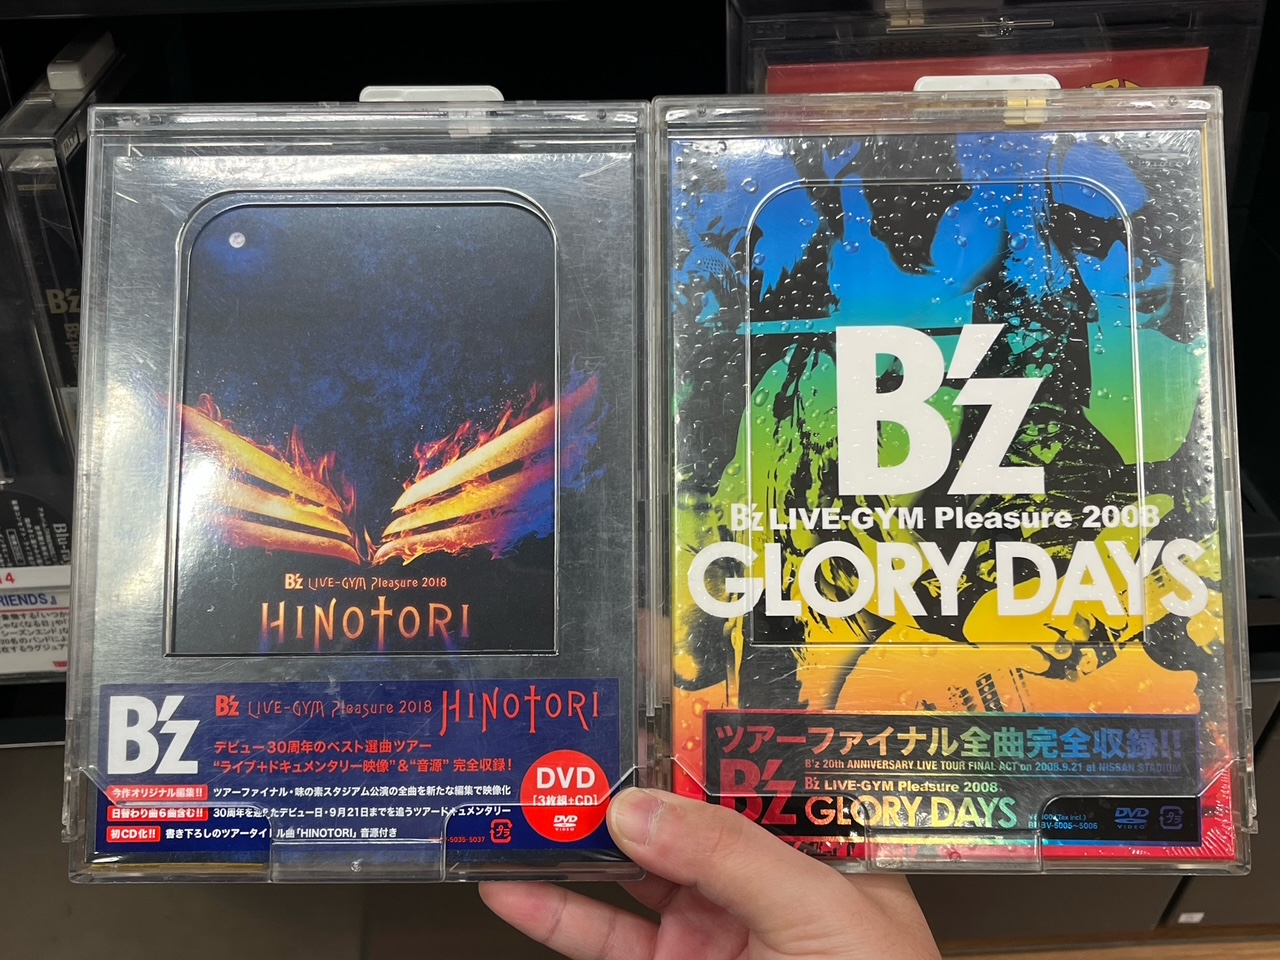 B'z
B'z LIVE-GYM Pleasure 2018
HINOTORI
B'z
B'z LIVE-GYM Pleasure 2018 HINOTORI
デビュー30周年のベスト選曲ツアー
"ライブ+ドキュメンタリー映像"&"音源"完全収録!
今作オリジナル編集!! ツアーファイナル・味の素スタジアム公演の全曲を新たな編集で映像化
日替わり曲6曲含む!! 30周年を迎えたデビュー日・9月21日までを追うツアードキュメンタリー
初CD化!! 書き下ろしのツアータイトル曲「HINOTORI」音源付き
DVD
[3枚組+CD]
DVD
VIDEO
-5035-5037
B'z
B'z LIVE-GYM Pleasure 2008
GLORY DAYS
ツアーファイナル全曲完全収録!!
B'z 20th ANNIVERSARY LIVE TOUR FINAL ACT on 2008.9.21 at NISSAN STADIUM
B'z
B'z LIVE-GYM Pleasure 2008
GLORY DAYS
DVD
VIDEO
RIENDS』